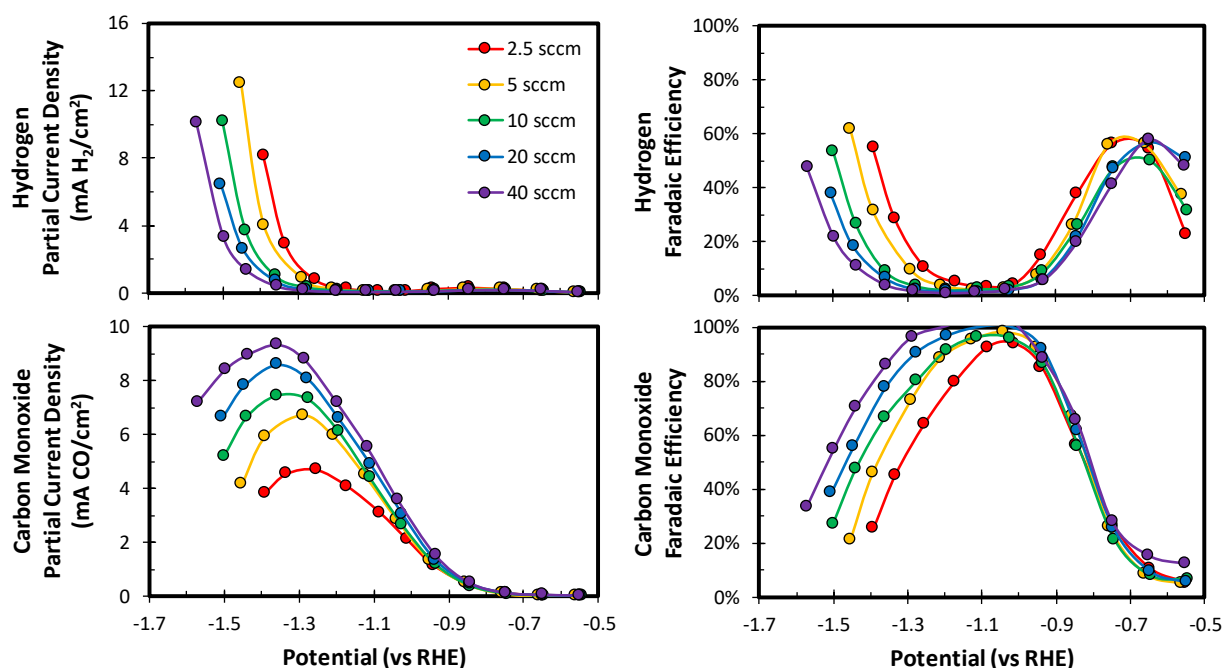 Hydrogen
Partial Current Density
(mA H₂/cm²)
16
12
8
4
0
2.5 sccm
5 sccm
10 sccm
20 sccm
40 sccm
Hydrogen
Faradaic Efficiency
100%
80%
60%
40%
20%
0%
Carbon Monoxide
Partial Current Density
(mA CO/cm²)
10
8
6
4
2
0
-1.7 -1.5 -1.3 -1.1 -0.9 -0.7 -0.5
Potential (vs RHE)
Carbon Monoxide
Faradaic Efficiency
100%
80%
60%
40%
20%
0%
-1.7 -1.5 -1.3 -1.1 -0.9 -0.7 -0.5
Potential (vs RHE)